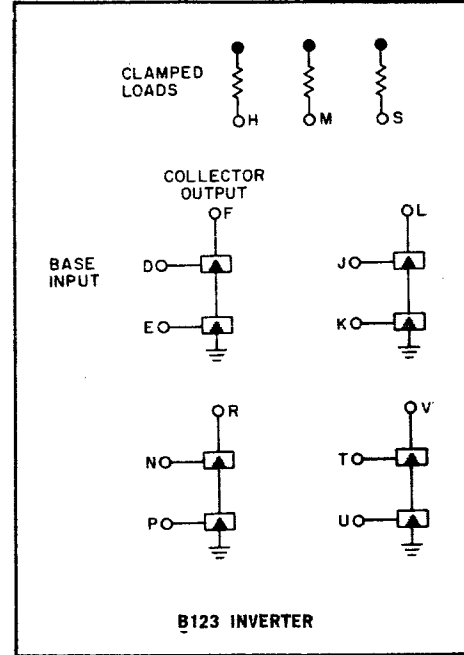 CLAMPED
LOADS
H M S
COLLECTOR
OUTPUT
F L
BASE
INPUT
D J
E K
R V
N T
P U
B123 INVERTER